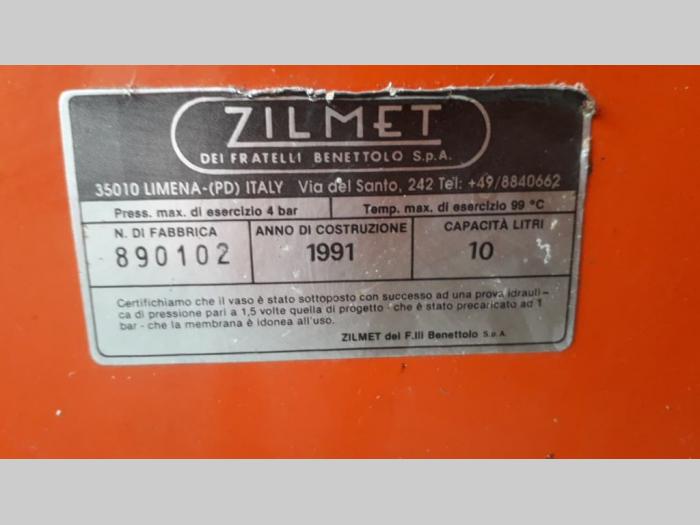 ZILMET
DEI FRATELLI BENETTOLO S.p.A.
35010 LIMENA-(PD) ITALY Via del Santo, 242 Tel: +49/8840662
Press. max. di esercizio 4 bar Temp. max. di esercizio 99 °C
N. DI FABBRICA ANNO DI COSTRUZIONE CAPACITÀ LITRI
890102 1991 10
Certifichiamo che il vaso è stato sottoposto con successo ad una prova idrauli-
ca di pressione pari a 1,5 volte quella di progetto - che è stato precaricato ad 1
bar - che la membrana è idonea all'uso.
ZILMET dei F.lli Benettolo S.p.A.